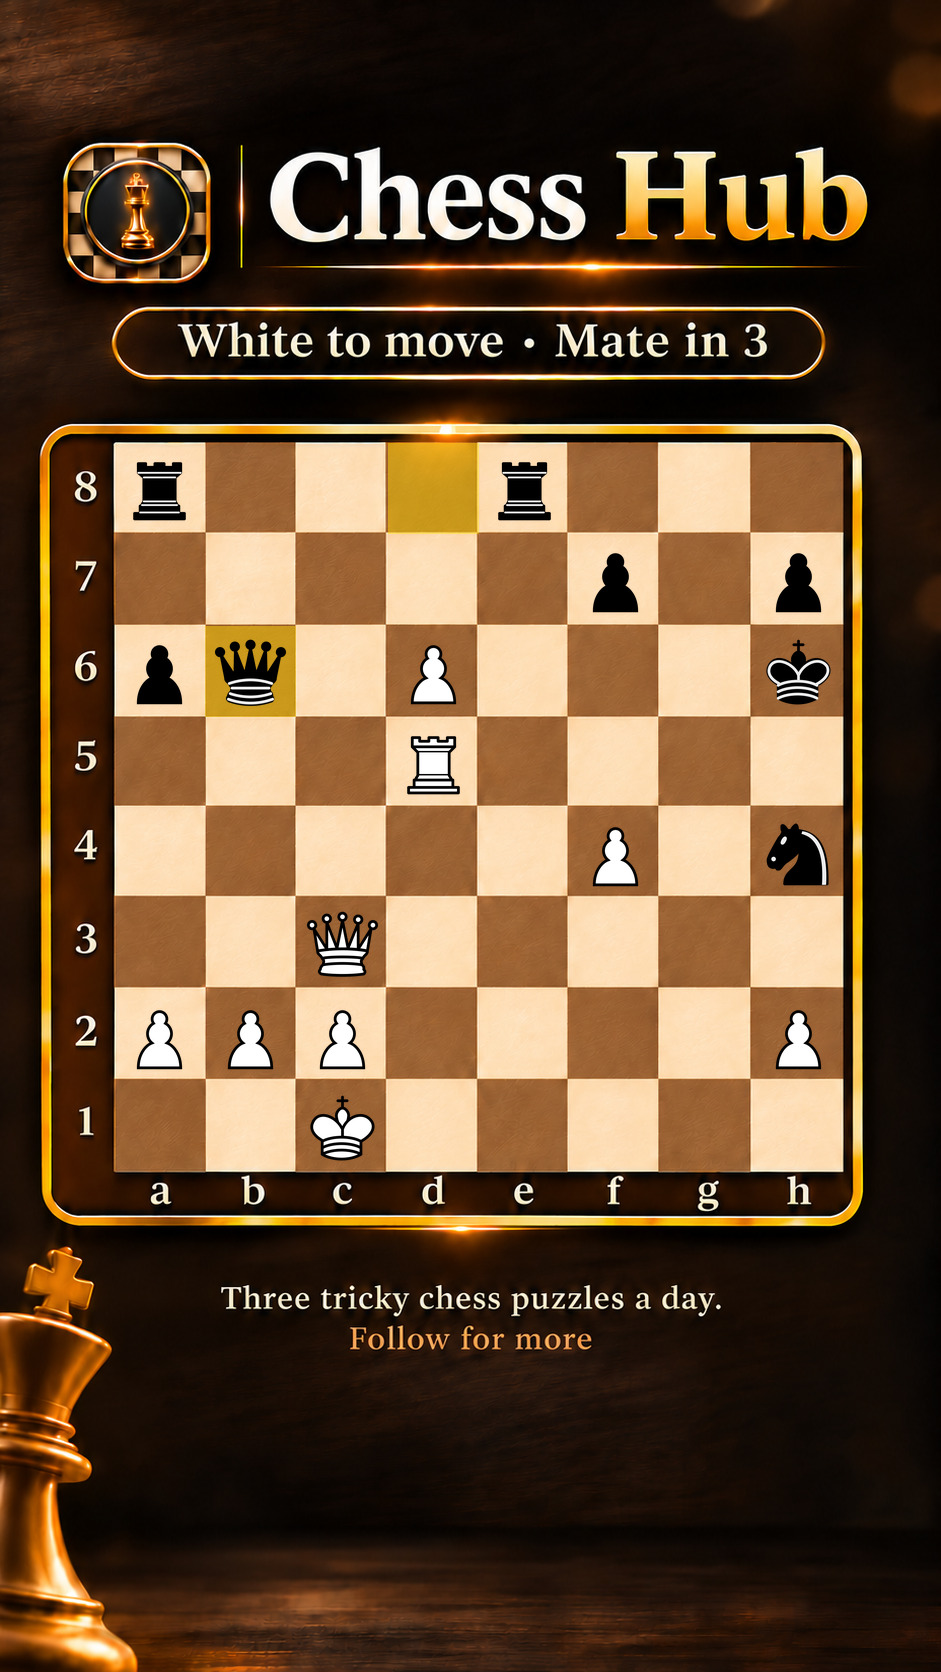 Chess Hub
White to move • Mate in 3
8
7
6
5
4
3
2
1
a b c d e f g h
Three tricky chess puzzles a day.
Follow for more